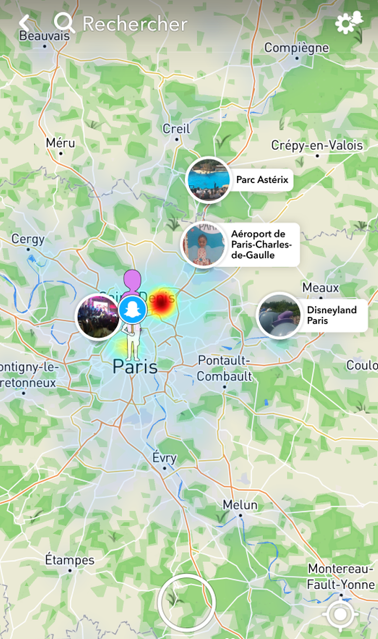 Rechercher
Beauvais
Compiègne
Creil
Méru
Crépy-en-Valois
Parc Astérix
Cergy
Aéroport de
Paris-Charles-
de-Gaulle
Meaux
Disneyland
Paris
Paris
Pontault-
Combault
Coulo
ontigny-le-
retonneux
Évry
Melun
Étampes
Montereau-
Fault-Yonne